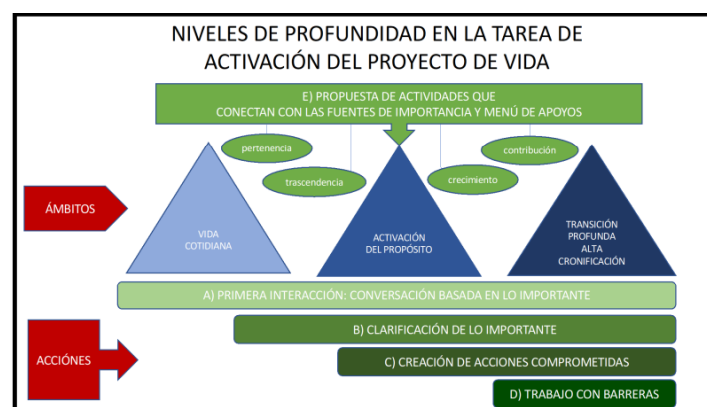 NIVELES DE PROFUNDIDAD EN LA TAREA DE
ACTIVACIÓN DEL PROYECTO DE VIDA
E) PROPUESTA DE ACTIVIDADES QUE
CONECTAN CON LAS FUENTES DE IMPORTANCIA Y MENÚ DE APOYOS
pertenencia
contribución
trascendencia
crecimiento
ÁMBITOS
VIDA
COTIDIANA
ACTIVACIÓN
DEL PROPÓSITO
TRANSICIÓN
PROFUNDA
ALTA
CRONIFICACIÓN
A) PRIMERA INTERACCIÓN: CONVERSACIÓN BASADA EN LO IMPORTANTE
B) CLARIFICACIÓN DE LO IMPORTANTE
ACCIÓNES
C) CREACIÓN DE ACCIONES COMPROMETIDAS
D) TRABAJO CON BARRERAS